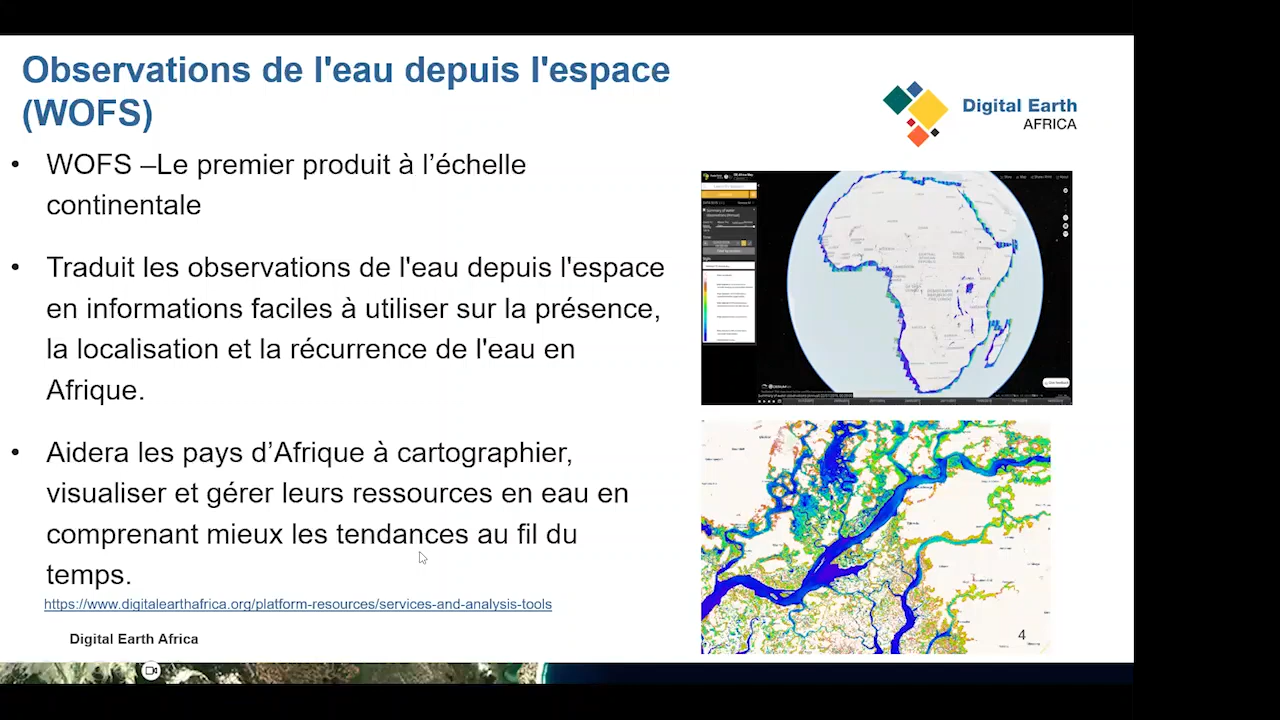 Observations de l'eau depuis l'espace
(WOFS)
Digital Earth
AFRICA
• WOFS –Le premier produit à l’échelle
continentale
• Traduit les observations de l'eau depuis l'espace
en informations faciles à utiliser sur la présence,
la localisation et la récurrence de l'eau en
Afrique.
• Aidera les pays d’Afrique à cartographier,
visualiser et gérer leurs ressources en eau en
comprenant mieux les tendances au fil du
temps.
https://www.digitalearthafrica.org/platform-resources/services-and-analysis-tools
Digital Earth Africa
4